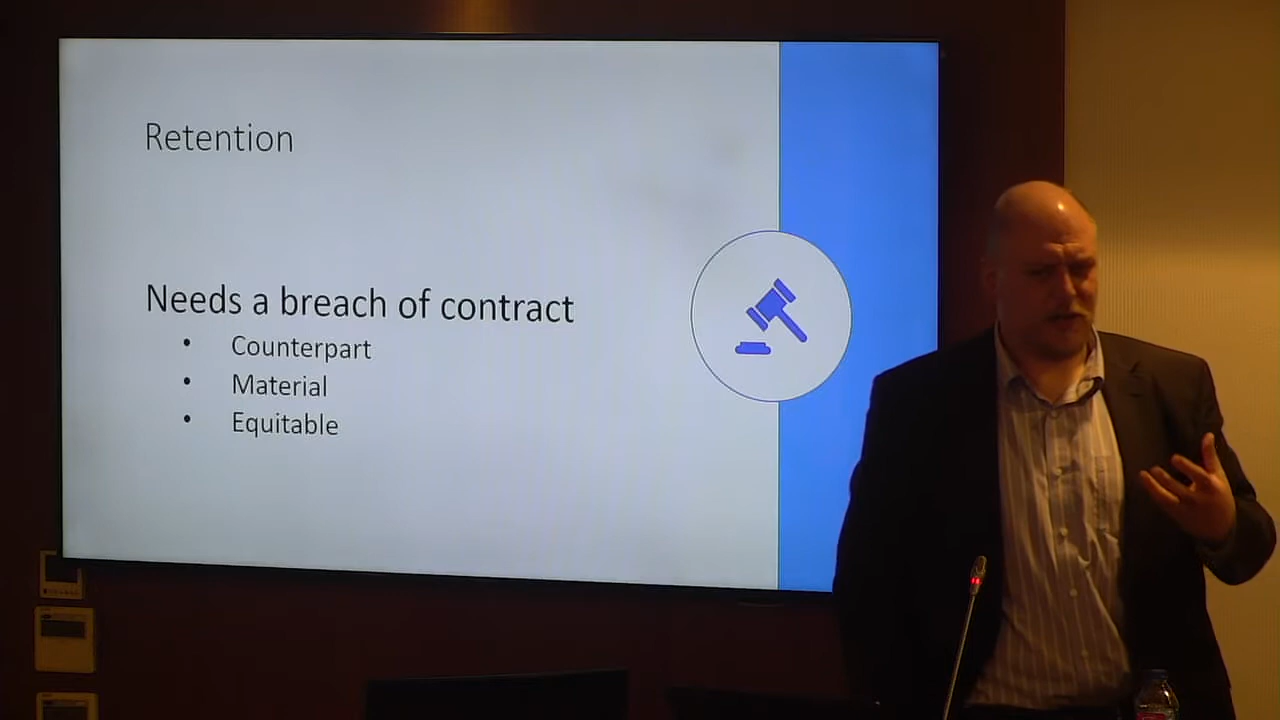 Retention
Needs a breach of contract
• Counterpart
• Material
• Equitable